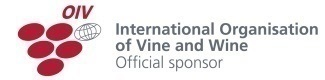 OIV
International Organisation
of Vine and Wine
Official sponsor